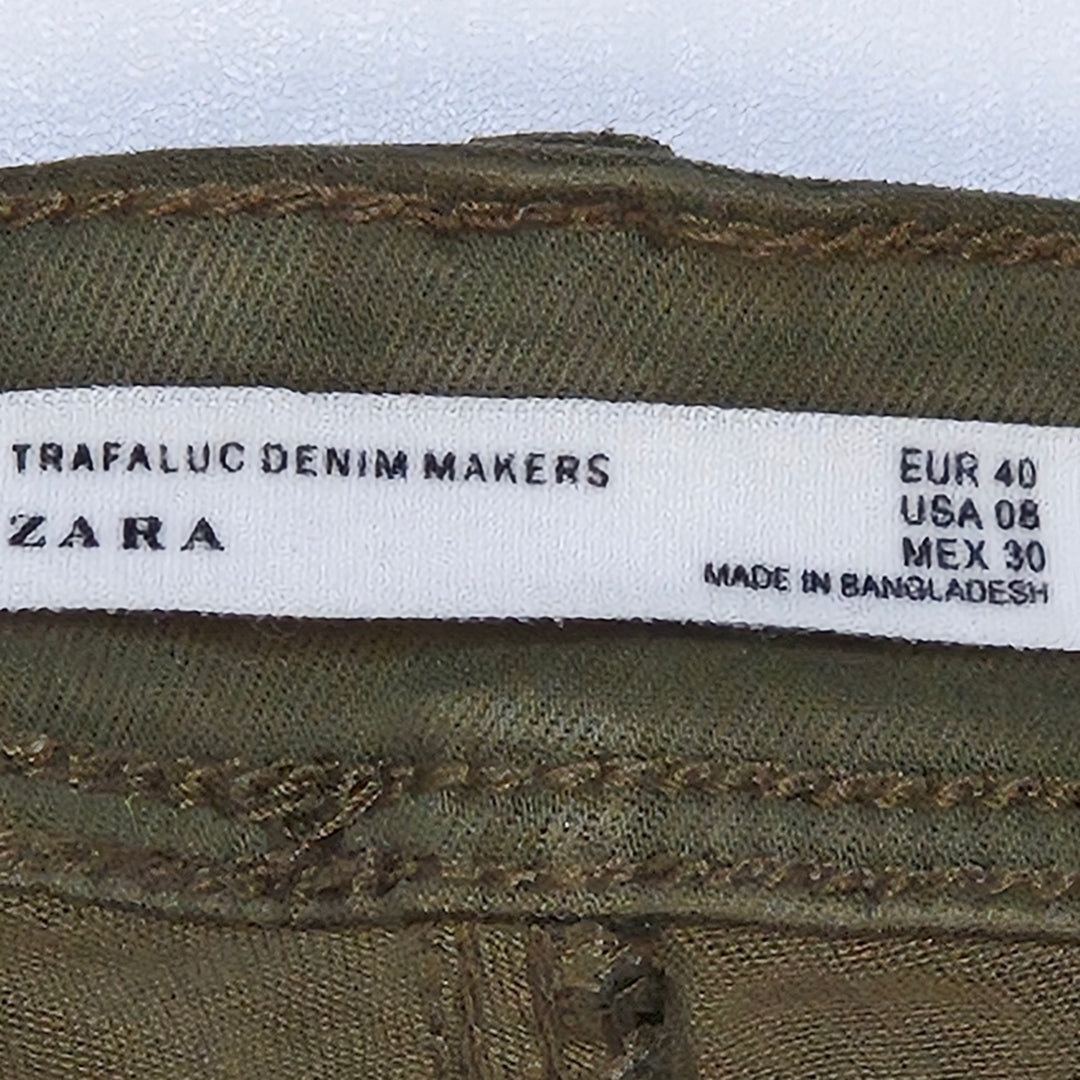 TRAFALUC DENIM MAKERS
ZARA
EUR 40
USA 08
MEX 30
MADE IN BANGLADESH